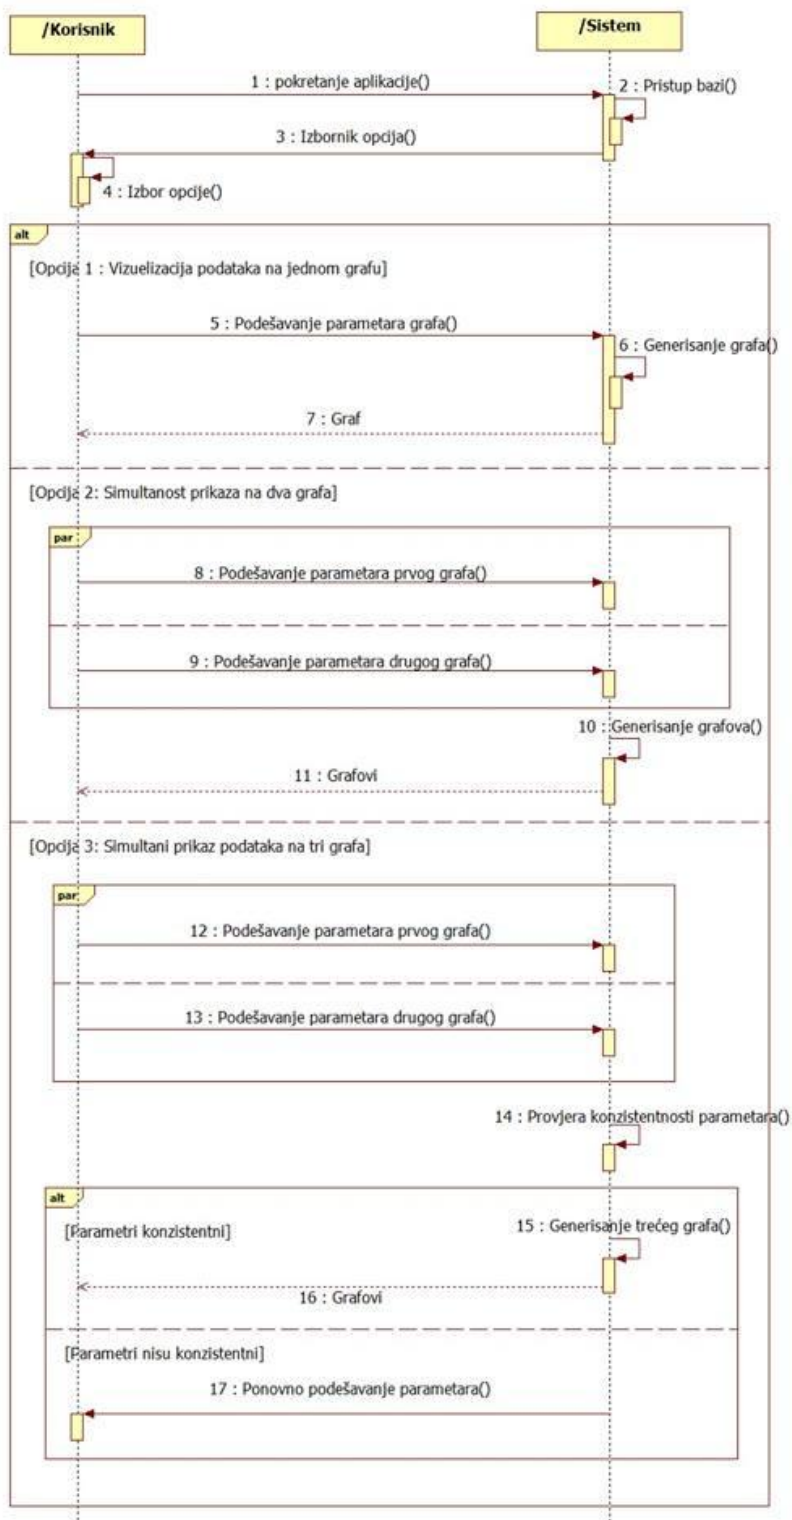 /Korisnik
/Sistem
1 : pokretanje aplikacije()
2 : Pristup bazi()
3 : Izbornik opcija()
4 : Izbor opcije()
alt
[Opcija 1 : Vizuelizacija podataka na jednom grafu]
5 : Podešavanje parametara grafa()
6 : Generisanje grafa()
7 : Graf
[Opcija 2: Simultanost prikaza na dva grafa]
par
8 : Podešavanje parametara prvog grafa()
9 : Podešavanje parametara drugog grafa()
10 : Generisanje grafova()
11 : Grafovi
[Opcija 3: Simultani prikaz podataka na tri grafa]
par
12 : Podešavanje parametara prvog grafa()
13 : Podešavanje parametara drugog grafa()
14 : Provjera konzistentnosti parametara()
alt
[Parametri konzistentni]
15 : Generisanje trećeg grafa()
16 : Grafovi
[Parametri nisu konzistentni]
17 : Ponovno podešavanje parametara()